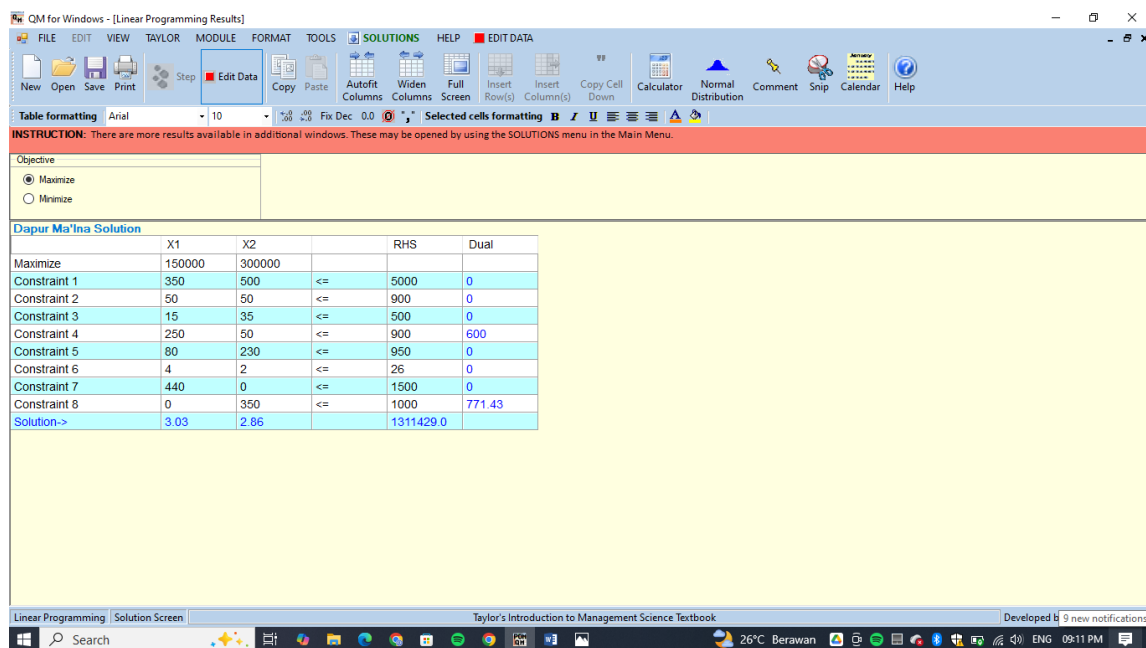 QM for Windows - [Linear Programming Results]
FILE EDIT VIEW TAYLOR MODULE FORMAT TOOLS SOLUTIONS HELP EDIT DATA
New Open Save Print Step Edit Data Copy Paste Autofit Columns Widen Columns Full Screen Insert Row(s) Insert Column(s) Copy Cell Down Calculator Normal Distribution Comment Snip Calendar Help
Table formatting Arial 10 Fix Dec 0.0 Selected cells formatting B I U A
INSTRUCTION: There are more results available in additional windows. These may be opened by using the SOLUTIONS menu in the Main Menu.
Objective
Maximize
Minimize
Dapur Ma'Ina Solution
X1 X2 RHS Dual
Maximize 150000 300000
Constraint 1 350 500 <= 5000 0
Constraint 2 50 50 <= 900 0
Constraint 3 15 35 <= 500 0
Constraint 4 250 50 <= 900 600
Constraint 5 80 230 <= 950 0
Constraint 6 4 2 <= 26 0
Constraint 7 440 0 <= 1500 0
Constraint 8 0 350 <= 1000 771.43
Solution-> 3.03 2.86 1311429.0
Linear Programming Solution Screen Taylor's Introduction to Management Science Textbook Developed b 9 new notifications
Search 26°C Berawan ENG 09:11 PM